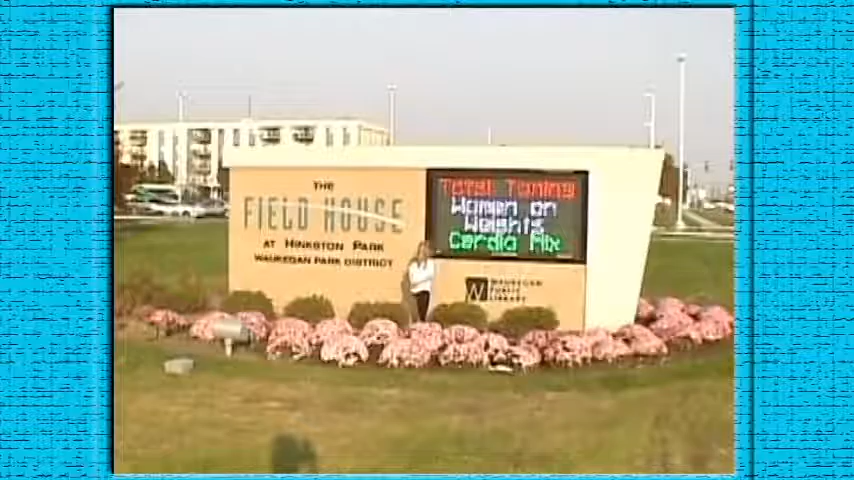 THE
FIELD HOUSE
AT HINKSTON PARK
WAUKEGAN PARK DISTRICT
Total Toning
Women on
Weights
Cardio Mix
WAUKEGAN
PUBLIC
LIBRARY